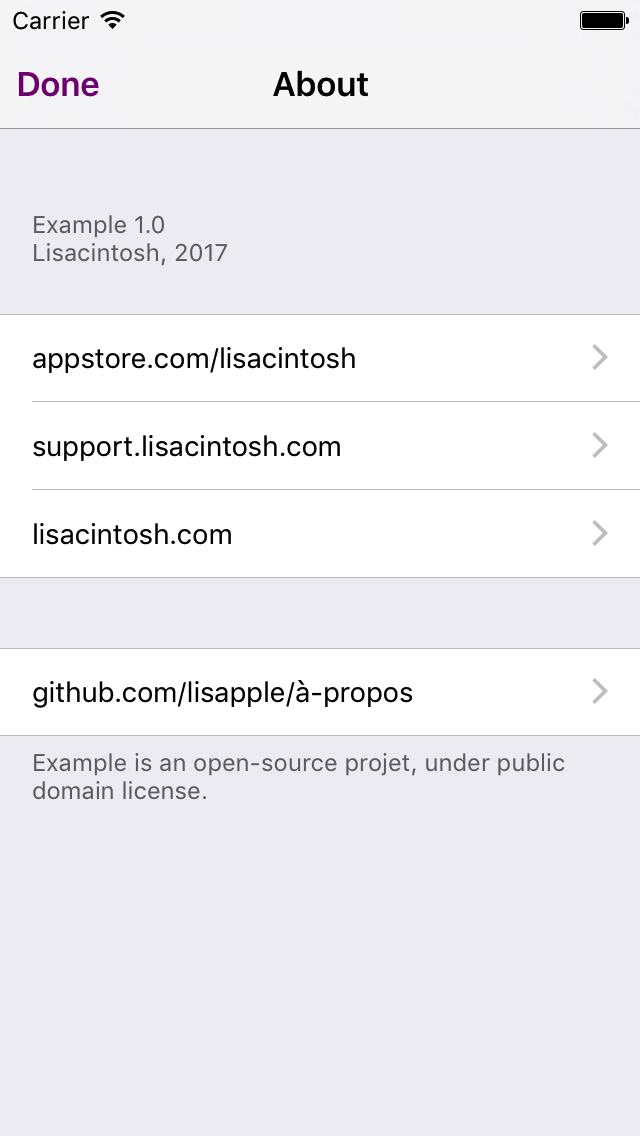 Carrier
Done About
Example 1.0
Lisacintosh, 2017
appstore.com/lisacintosh
support.lisacintosh.com
lisacintosh.com
github.com/lisapple/à-propos
Example is an open-source projet, under public
domain license.